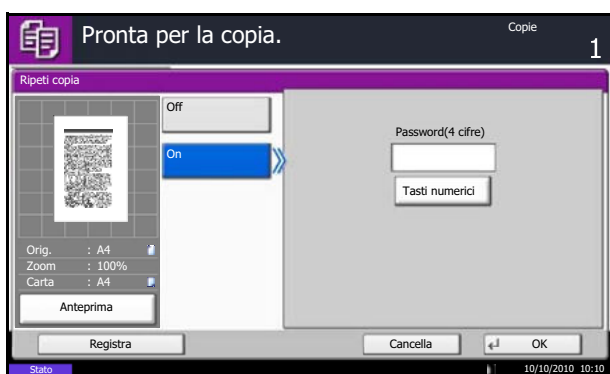 Pronta per la copia.
Copie
1
Ripeti copia
Off
On
Password(4 cifre)
Tasti numerici
Orig. : A4
Zoom : 100%
Carta : A4
Anteprima
Registra
Cancella
OK
Stato
10/10/2010 10:10